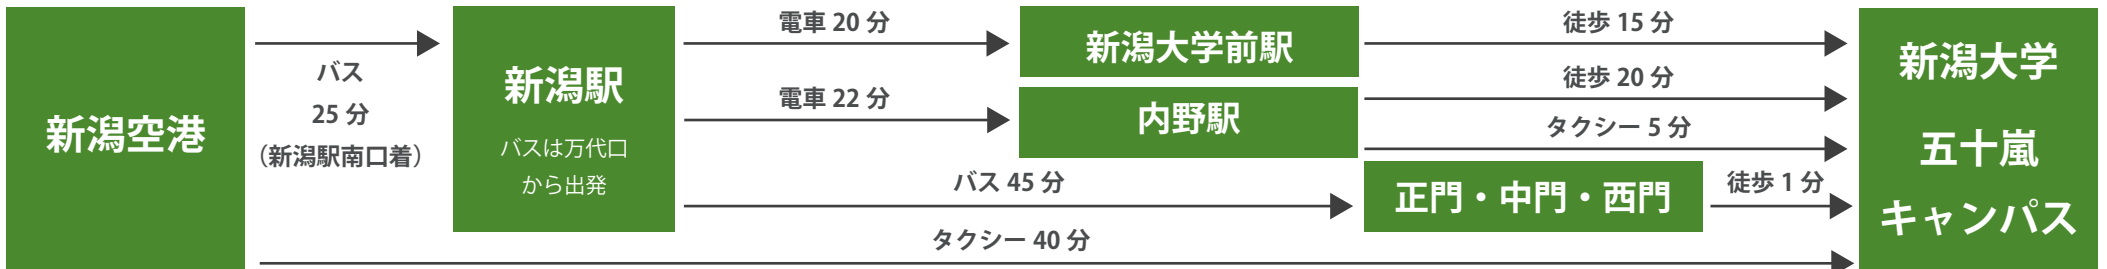 新潟空港
バス
25 分
（新潟駅南口着）
新潟駅
バスは万代口
から出発
電車 20 分
新潟大学前駅
徒歩 15 分
電車 22 分
内野駅
徒歩 20 分
タクシー 5 分
バス 45 分
正門・中門・西門
徒歩 1 分
タクシー 40 分
新潟大学
五十嵐
キャンパス